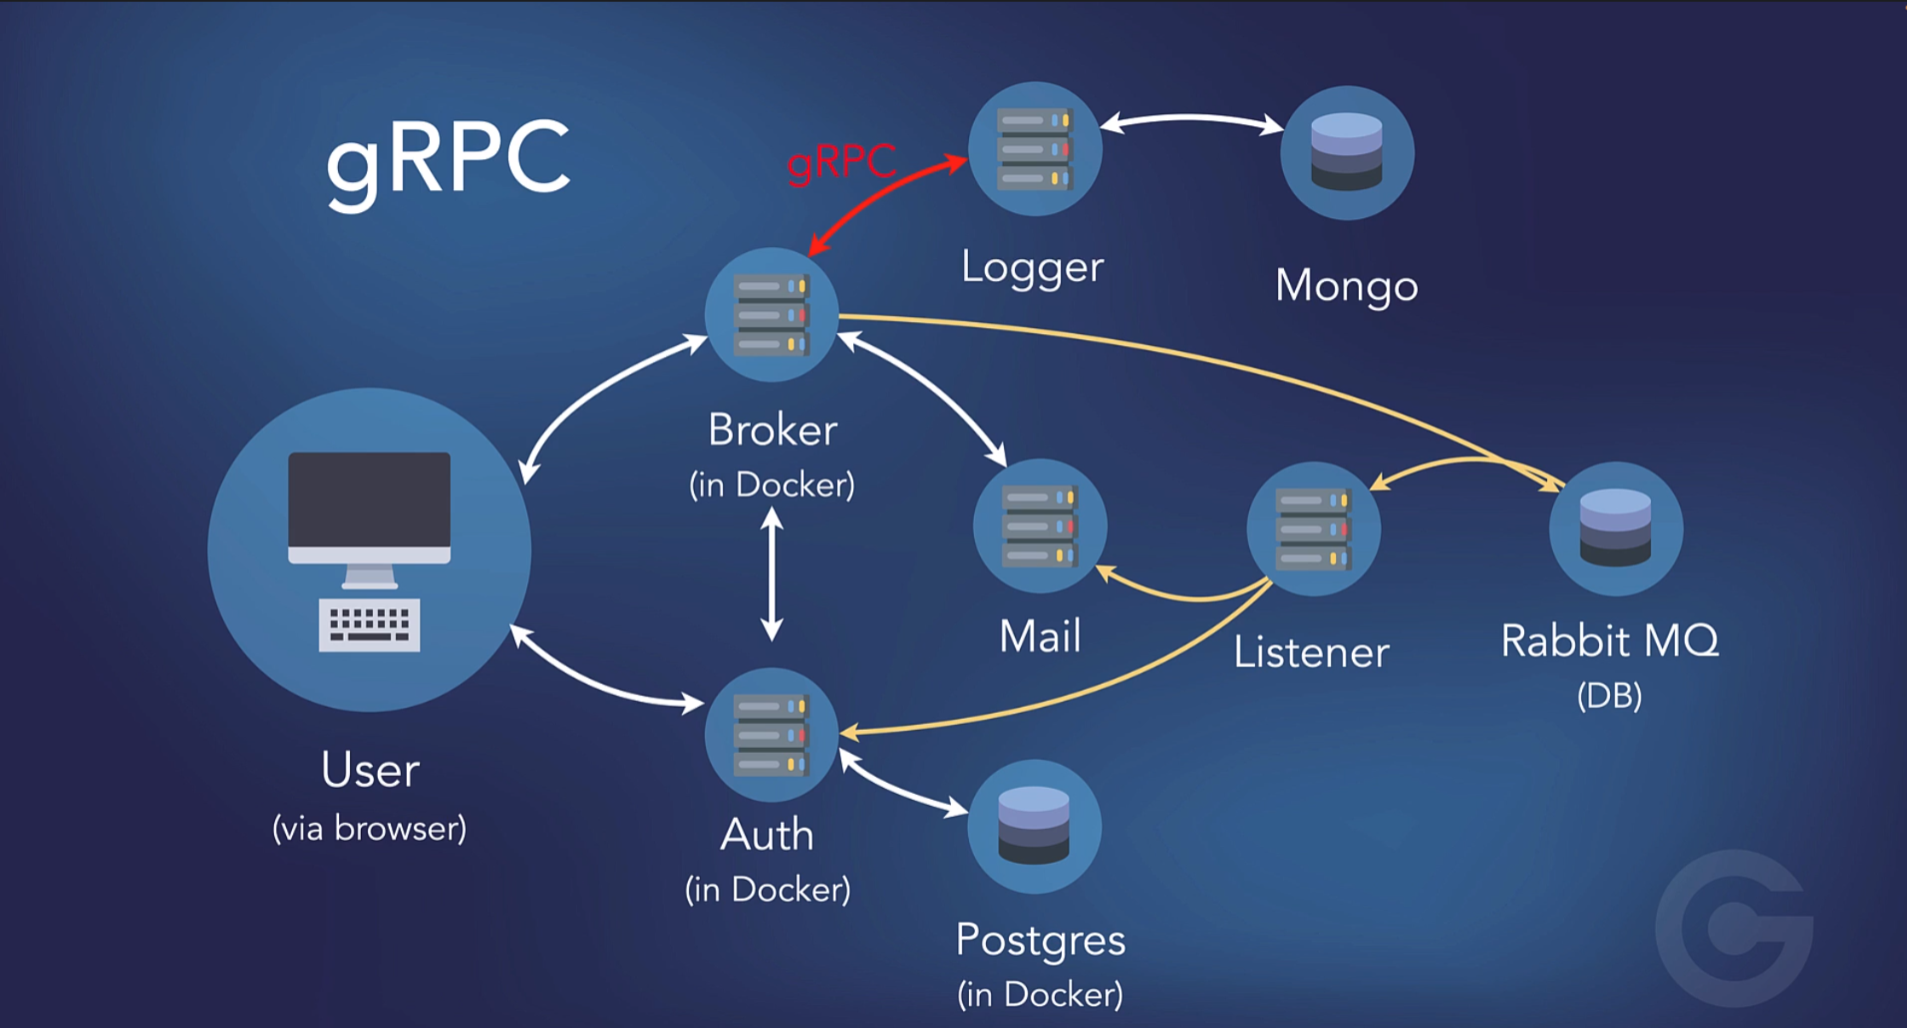 gRPC
gRPC
Logger
Mongo
Broker
(in Docker)
Mail
Listener
Rabbit MQ
(DB)
User
(via browser)
Auth
(in Docker)
Postgres
(in Docker)